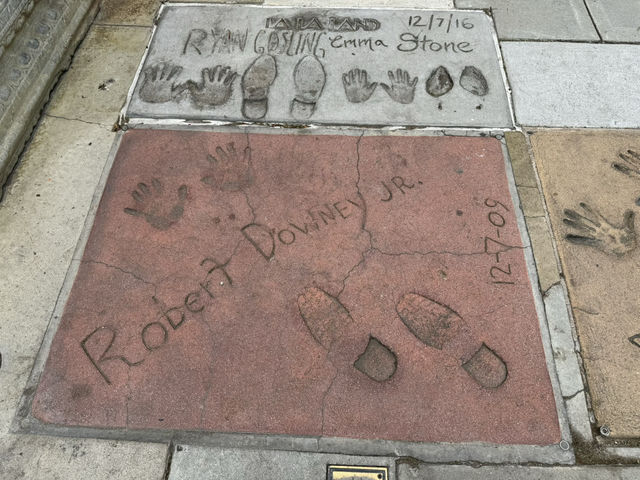 LA LA LAND
12/7/16
RYAN GOSLING Emma Stone
Robert Downey JR.
12-7-09